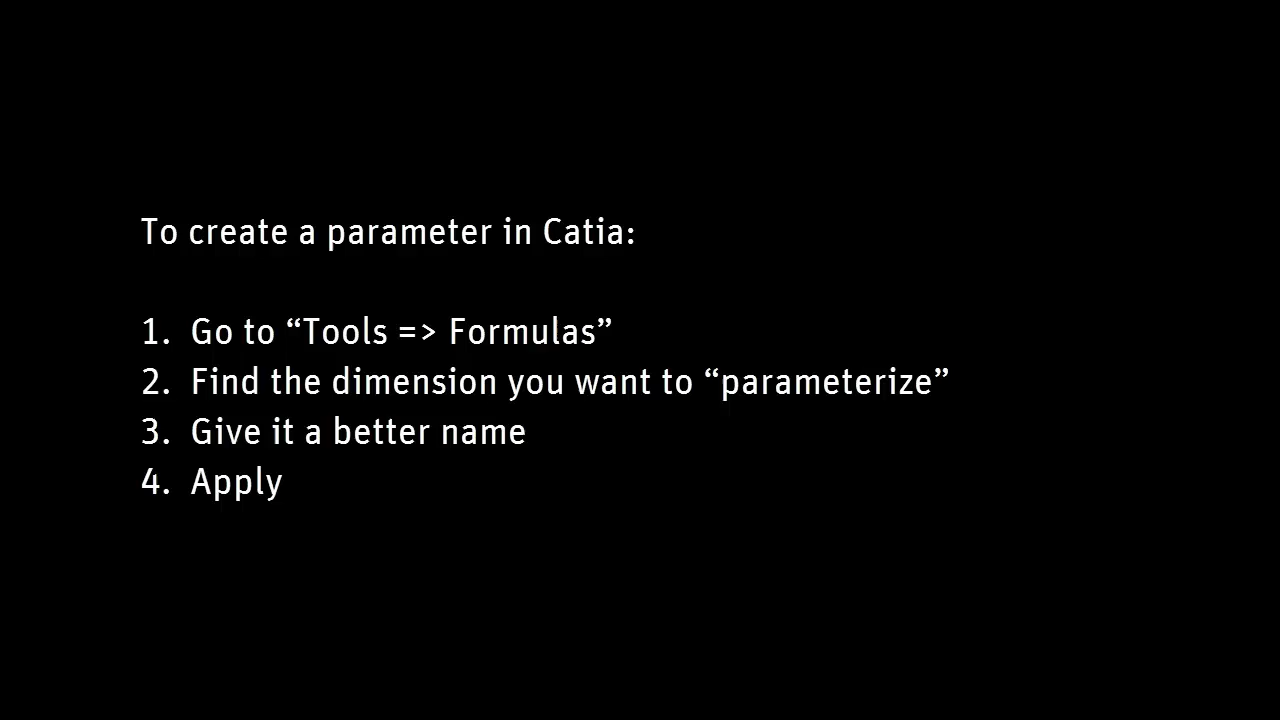 To create a parameter in Catia:
1. Go to “Tools => Formulas”
2. Find the dimension you want to “parameterize”
3. Give it a better name
4. Apply